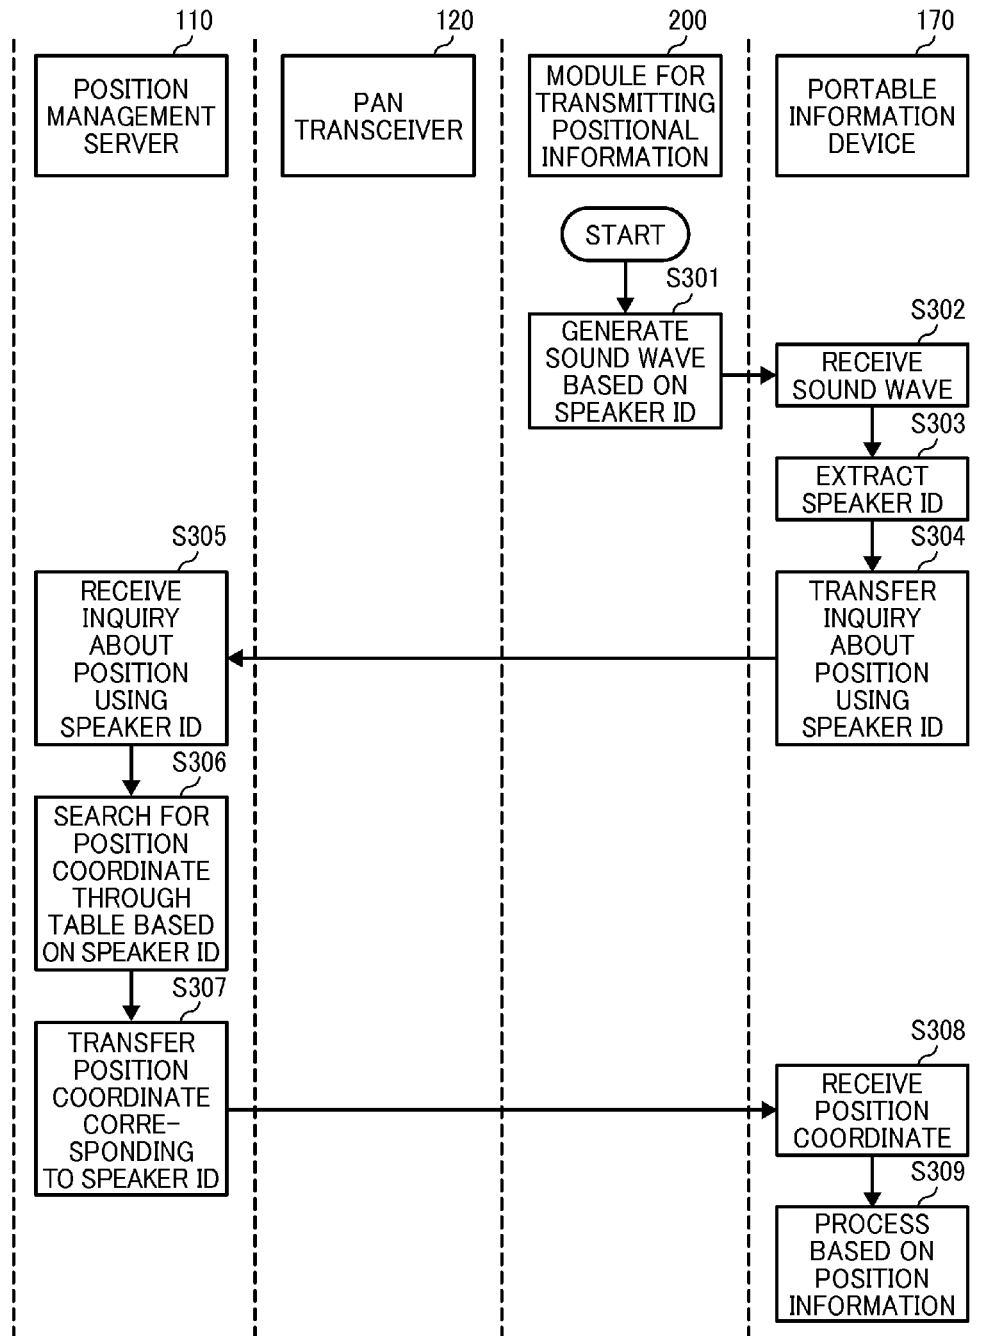 110
120
200
170
POSITION
MANAGEMENT
SERVER
PAN
TRANSCEIVER
MODULE FOR
TRANSMITTING
POSITIONAL
INFORMATION
PORTABLE
INFORMATION
DEVICE
START
S301
GENERATE
SOUND WAVE
BASED ON
SPEAKER ID
S302
RECEIVE
SOUND WAVE
S303
EXTRACT
SPEAKER ID
S304
TRANSFER
INQUIRY
ABOUT
POSITION
USING
SPEAKER ID
S305
RECEIVE
INQUIRY
ABOUT
POSITION
USING
SPEAKER ID
S306
SEARCH FOR
POSITION
COORDINATE
THROUGH
TABLE BASED
ON SPEAKER ID
S307
TRANSFER
POSITION
COORDINATE
CORRE-
SPONDING
TO SPEAKER ID
S308
RECEIVE
POSITION
COORDINATE
S309
PROCESS
BASED ON
POSITION
INFORMATION